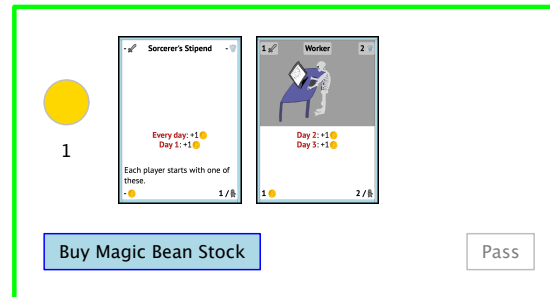 - Sorcerer's Stipend -
Every day: +1
Day 1: +1
Each player starts with one of
these.
- 1 /
1 Worker 2
Day 2: +1
Day 3: +1
1 2 /
1
Buy Magic Bean Stock
Pass